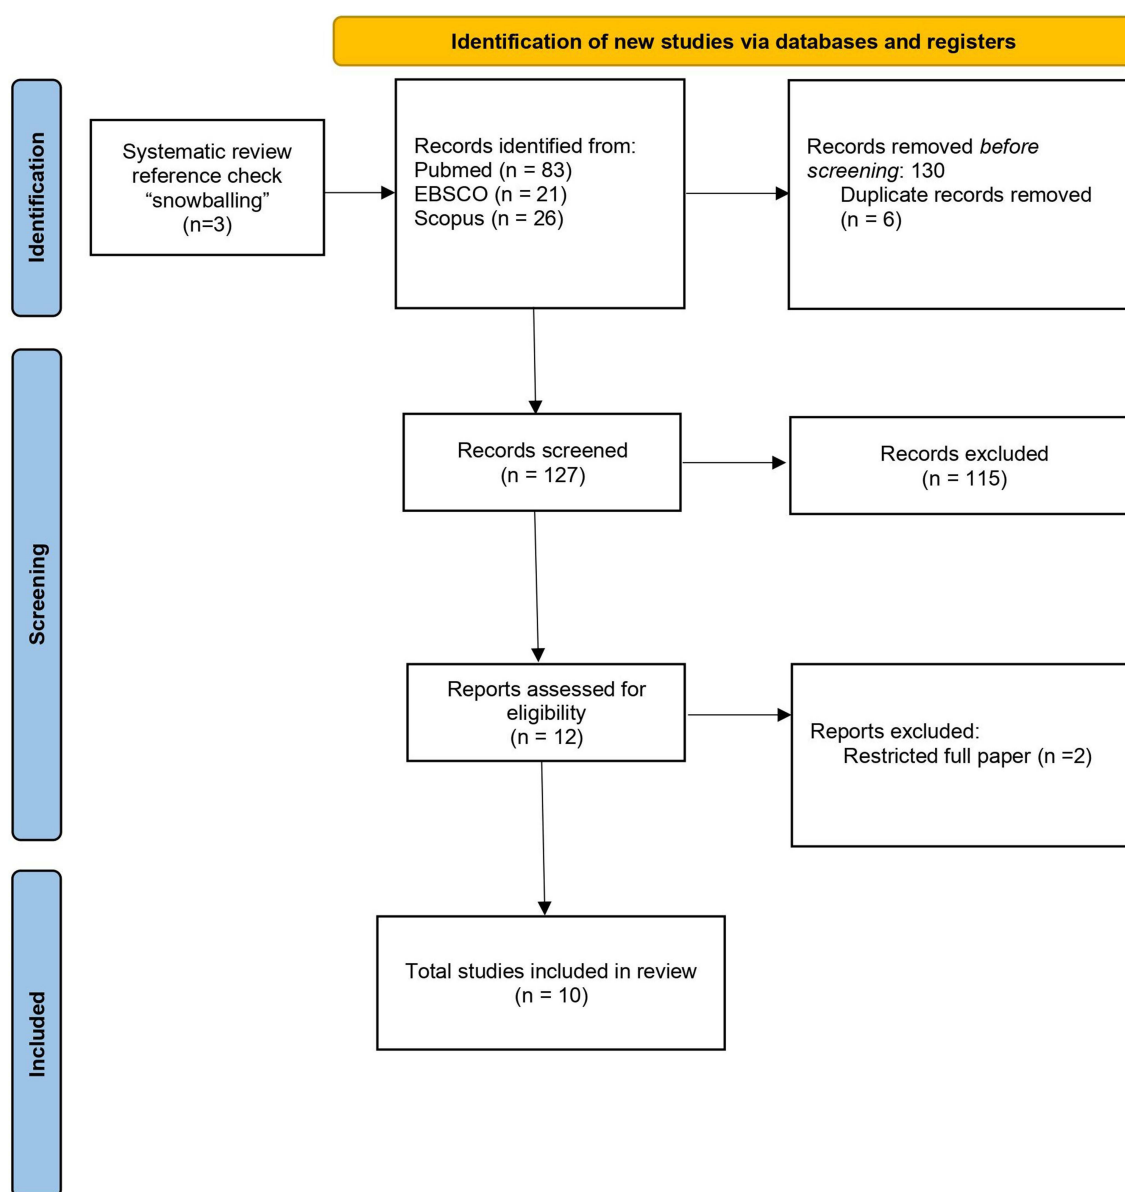 Identification of new studies via databases and registers
Identification
Systematic review
reference check
“snowballing”
(n=3)
Records identified from:
Pubmed (n = 83)
EBSCO (n = 21)
Scopus (n = 26)
Records removed before
screening: 130
Duplicate records removed
(n = 6)
Screening
Records screened
(n = 127)
Records excluded
(n = 115)
Reports assessed for
eligibility
(n = 12)
Reports excluded:
Restricted full paper (n =2)
Included
Total studies included in review
(n = 10)